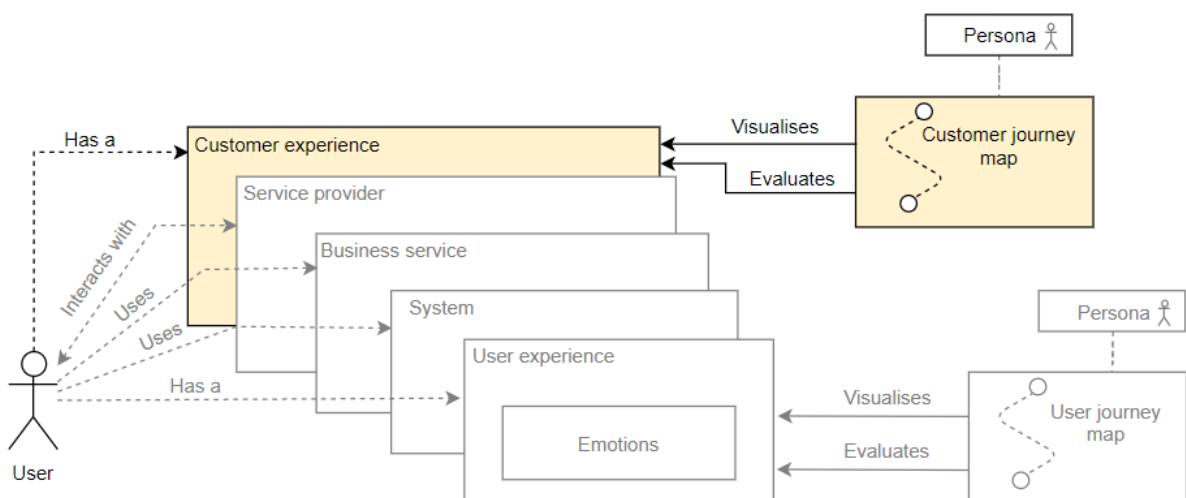 Persona
Visualises
Customer journey
map
Has a
Customer experience
Evaluates
Service provider
Interacts with
Business service
Uses
System
Uses
Persona
User experience
Has a
Visualises
User journey
map
Emotions
Evaluates
User